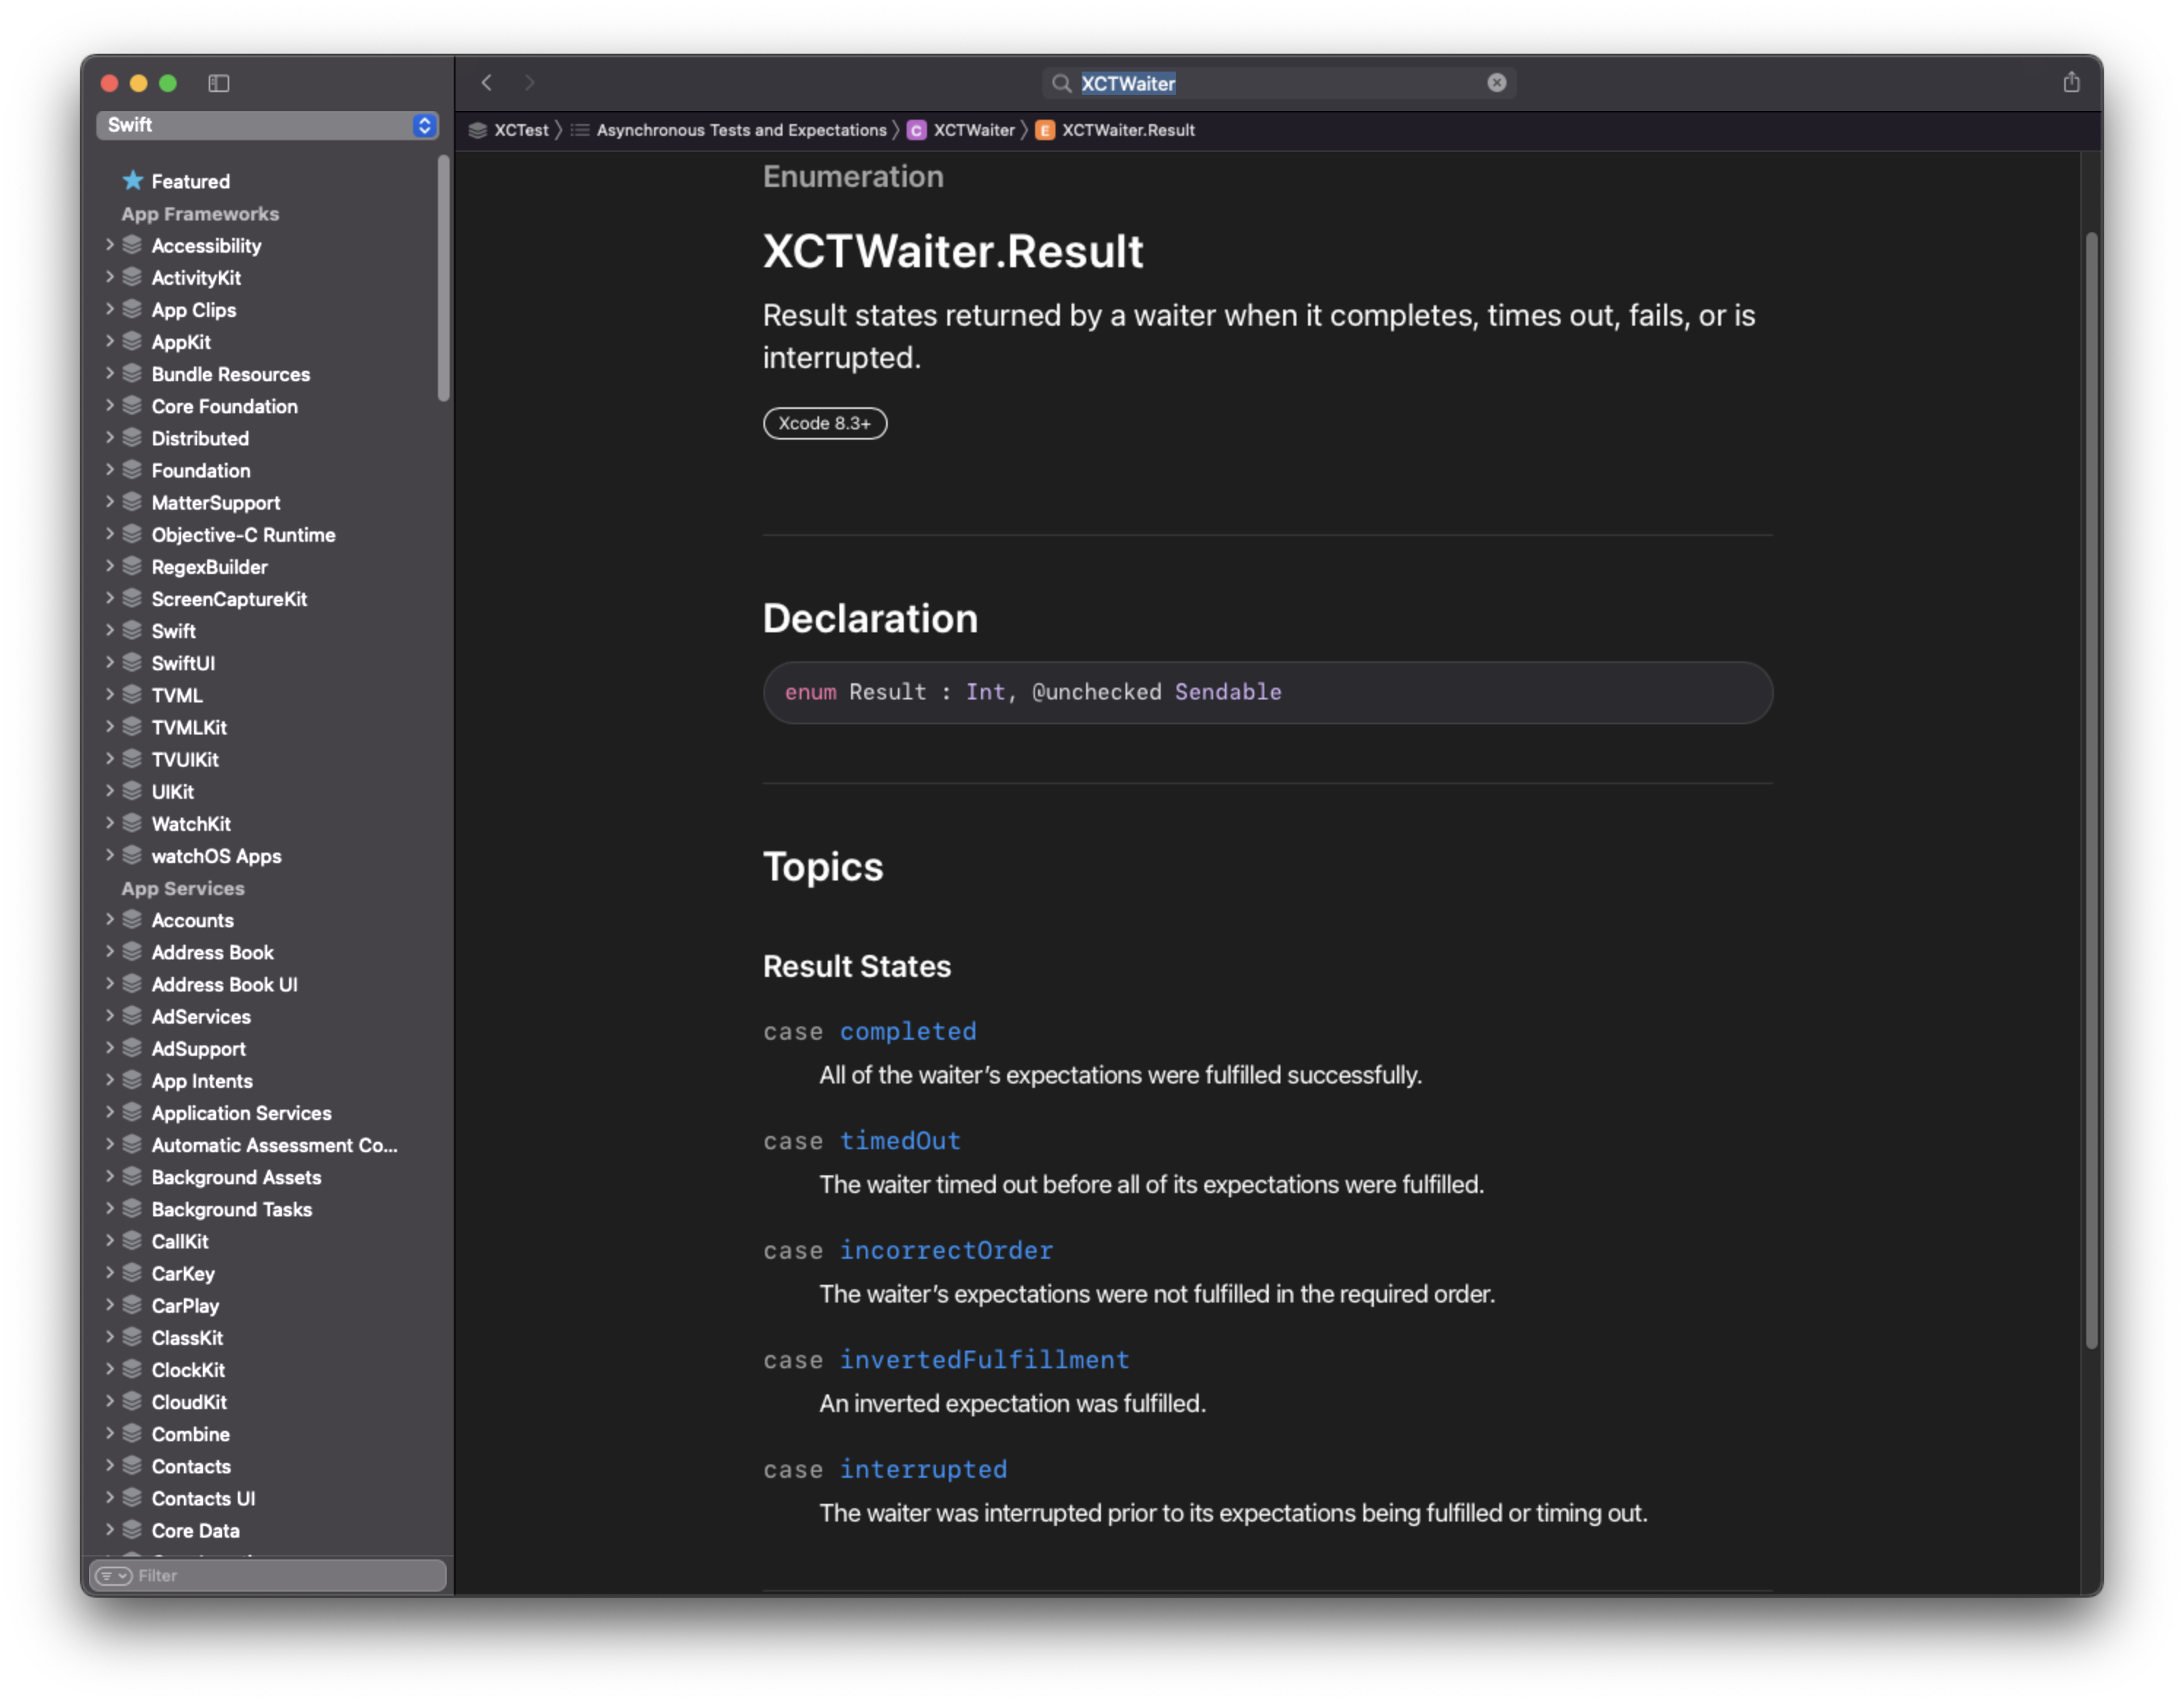 XCTWaiter
Swift
XCTest 〉 Asynchronous Tests and Expectations 〉 C XCTWaiter 〉 E XCTWaiter.Result
Featured
App Frameworks
Accessibility
ActivityKit
App Clips
AppKit
Bundle Resources
Core Foundation
Distributed
Foundation
MatterSupport
Objective-C Runtime
RegexBuilder
ScreenCaptureKit
Swift
SwiftUI
TVML
TVMLKit
TVUIKit
UIKit
WatchKit
watchOS Apps
App Services
Accounts
Address Book
Address Book UI
AdServices
AdSupport
App Intents
Application Services
Automatic Assessment Co...
Background Assets
Background Tasks
CallKit
CarKey
CarPlay
ClassKit
ClockKit
CloudKit
Combine
Contacts
Contacts UI
Core Data
Filter
Enumeration
XCTWaiter.Result
Result states returned by a waiter when it completes, times out, fails, or is
interrupted.
Xcode 8.3+
Declaration
enum Result : Int, @unchecked Sendable
Topics
Result States
case completed
All of the waiter’s expectations were fulfilled successfully.
case timedOut
The waiter timed out before all of its expectations were fulfilled.
case incorrectOrder
The waiter’s expectations were not fulfilled in the required order.
case invertedFulfillment
An inverted expectation was fulfilled.
case interrupted
The waiter was interrupted prior to its expectations being fulfilled or timing out.